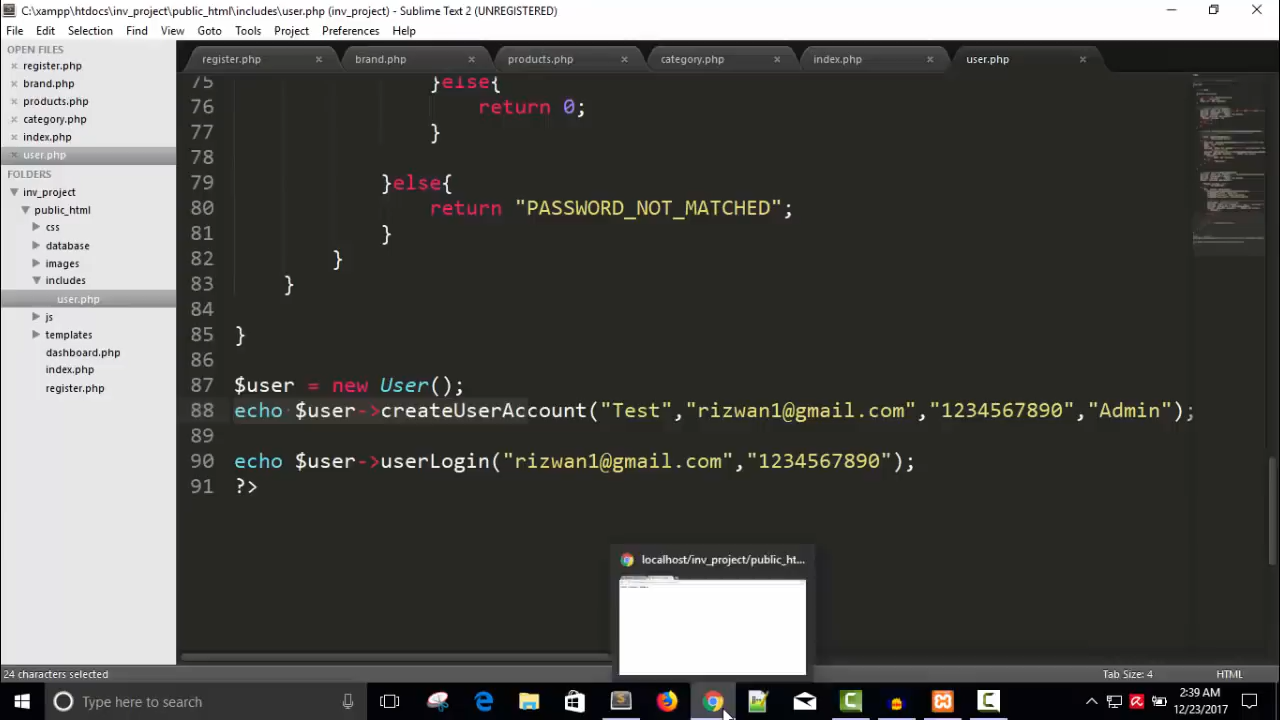 C:\xampp\htdocs\inv_project\public_html\includes\user.php (inv_project) - Sublime Text 2 (UNREGISTERED)
File Edit Selection Find View Goto Tools Project Preferences Help
OPEN FILES
register.php
brand.php
products.php
category.php
index.php
user.php
FOLDERS
inv_project
public_html
css
database
images
includes
user.php
js
templates
dashboard.php
index.php
register.php
register.php brand.php products.php category.php index.php user.php
75 }else{
76 return 0;
77 }
78
79 }else{
80 return "PASSWORD_NOT_MATCHED";
81 }
82 }
83 }
84
85 }
86
87 $user = new User();
88 echo $user->createUserAccount("Test","rizwan1@gmail.com","1234567890","Admin");
89
90 echo $user->userLogin("rizwan1@gmail.com","1234567890");
91 ?>
localhost/inv_project/public_ht...
24 characters selected Tab Size: 4 HTML
Type here to search
2:39 AM
12/23/2017